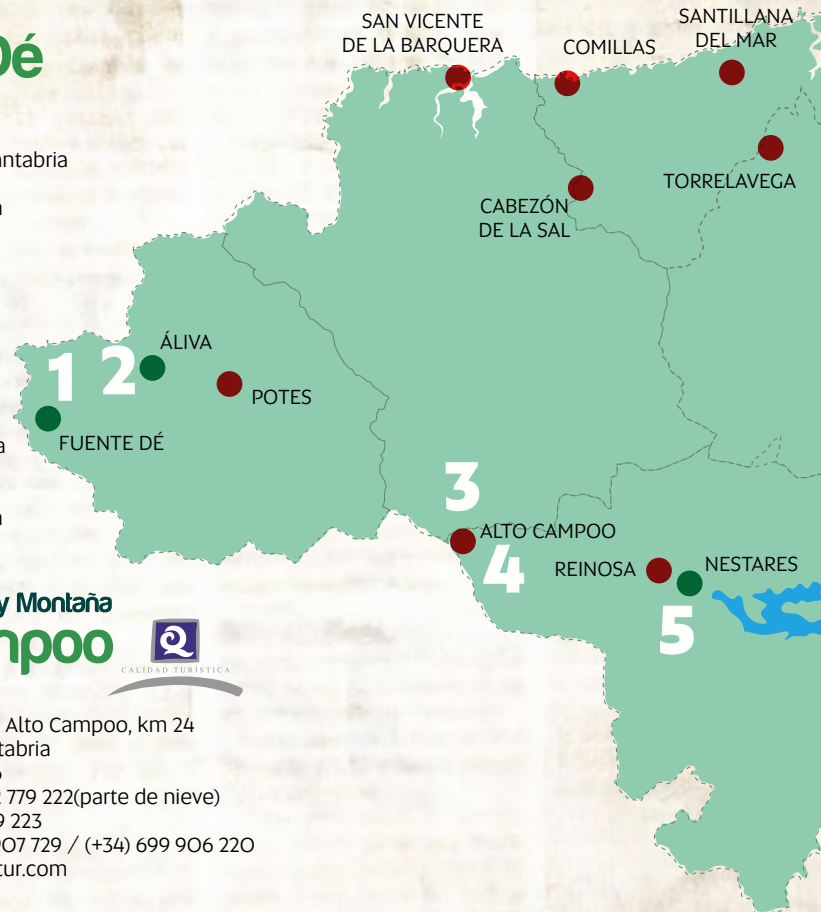 Dé
antabria
SAN VICENTE
DE LA BARQUERA
COMILLAS
SANTILLANA
DEL MAR
TORRELAVEGA
CABEZÓN
DE LA SAL
1
2
ÁLIVA
POTES
FUENTE DÉ
3
ALTO CAMPOO
4
REINOSA
NESTARES
5
y Montaña
mpoo
Q
CALIDAD TURÍSTICA
Alto Campoo, km 24
tabria
779 222(parte de nieve)
9 223
907 729 / (+34) 699 906 220
tur.com